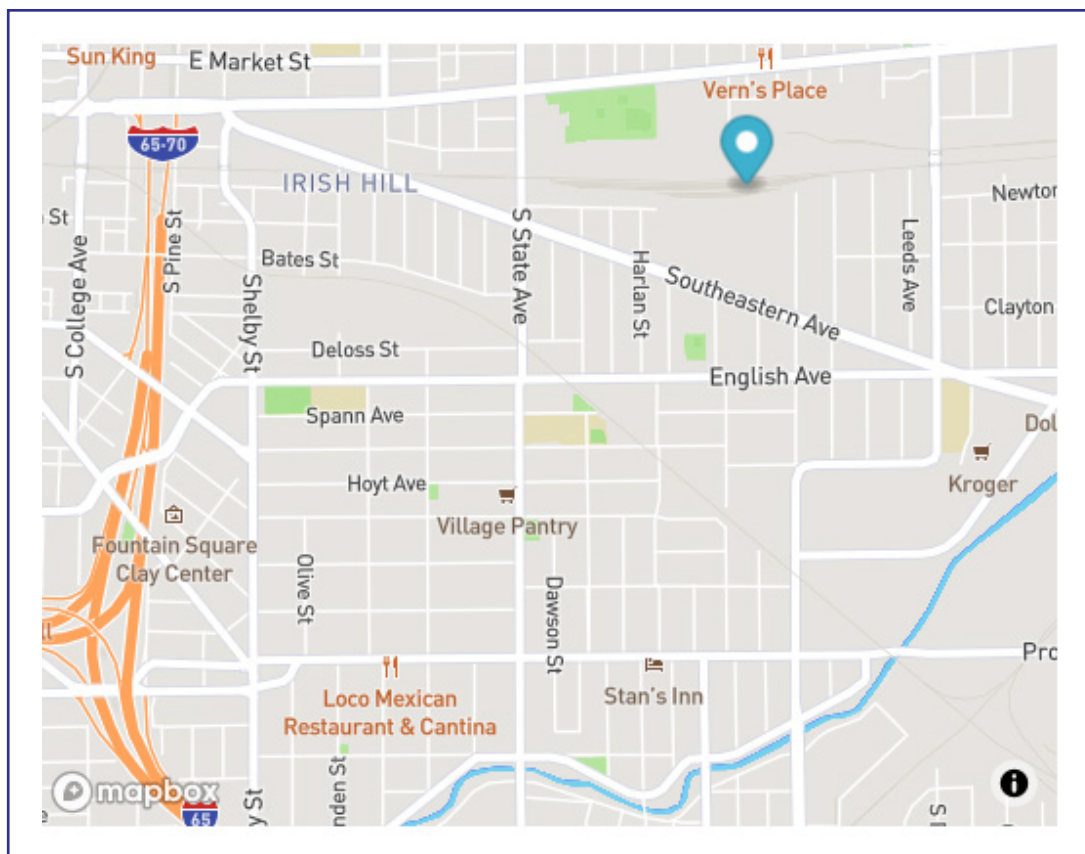 Sun King
E Market St
Vern's Place
65-70
IRISH HILL
Newton
St
S College Ave
S Pine St
Shelby St
Bates St
S State Ave
Harlan St
Leeds Ave
Southeastern Ave
Clayton
Deloss St
English Ave
Spann Ave
Dol
Hoyt Ave
Kroger
Village Pantry
Fountain Square
Clay Center
Olive St
Dawson St
ll
Pro
Stan's Inn
Loco Mexican
Restaurant & Cantina
nden St
mapbox
65
y St
S I
e